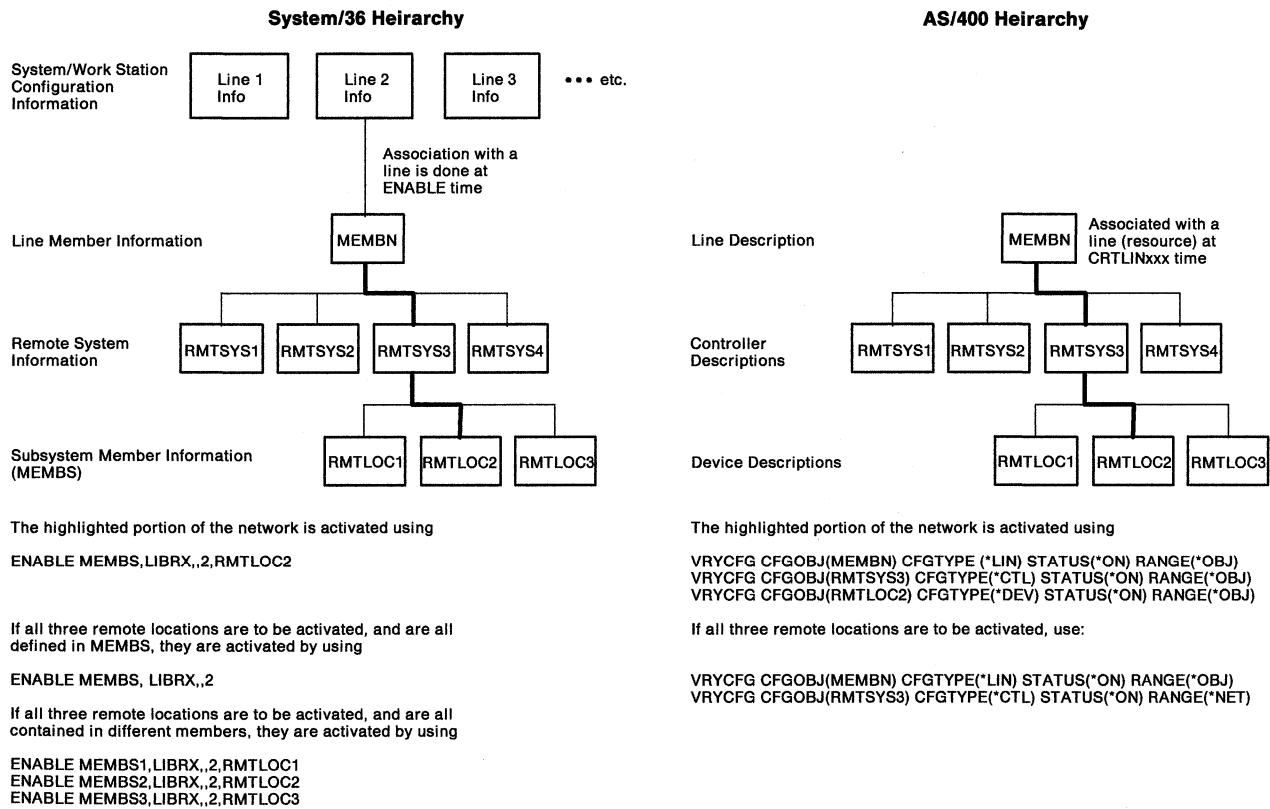 System/36 Heirarchy
System/Work Station
Configuration
Information
Line 1
Info
Line 2
Info
Line 3
Info
••• etc.
Association with a
line is done at
ENABLE time
Line Member Information
MEMBN
Remote System
Information
RMTSYS1
RMTSYS2
RMTSYS3
RMTSYS4
Subsystem Member Information
(MEMBS)
RMTLOC1
RMTLOC2
RMTLOC3
The highlighted portion of the network is activated using
ENABLE MEMBS,LIBRX,,2,RMTLOC2
If all three remote locations are to be activated, and are all
defined in MEMBS, they are activated by using
ENABLE MEMBS, LIBRX,,2
If all three remote locations are to be activated, and are all
contained in different members, they are activated by using
ENABLE MEMBS1,LIBRX,,2,RMTLOC1
ENABLE MEMBS2,LIBRX,,2,RMTLOC2
ENABLE MEMBS3,LIBRX,,2,RMTLOC3
AS/400 Heirarchy
Line Description
MEMBN
Associated with a
line (resource) at
CRTLINxxx time
Controller
Descriptions
RMTSYS1
RMTSYS2
RMTSYS3
RMTSYS4
Device Descriptions
RMTLOC1
RMTLOC2
RMTLOC3
The highlighted portion of the network is activated using
VRYCFG CFGOBJ(MEMBN) CFGTYPE (*LIN) STATUS(*ON) RANGE(*OBJ)
VRYCFG CFGOBJ(RMTSYS3) CFGTYPE(*CTL) STATUS(*ON) RANGE(*OBJ)
VRYCFG CFGOBJ(RMTLOC2) CFGTYPE(*DEV) STATUS(*ON) RANGE(*OBJ)
If all three remote locations are to be activated, use:
VRYCFG CFGOBJ(MEMBN) CFGTYPE(*LIN) STATUS(*ON) RANGE(*OBJ)
VRYCFG CFGOBJ(RMTSYS3) CFGTYPE(*CTL) STATUS(*ON) RANGE(*NET)